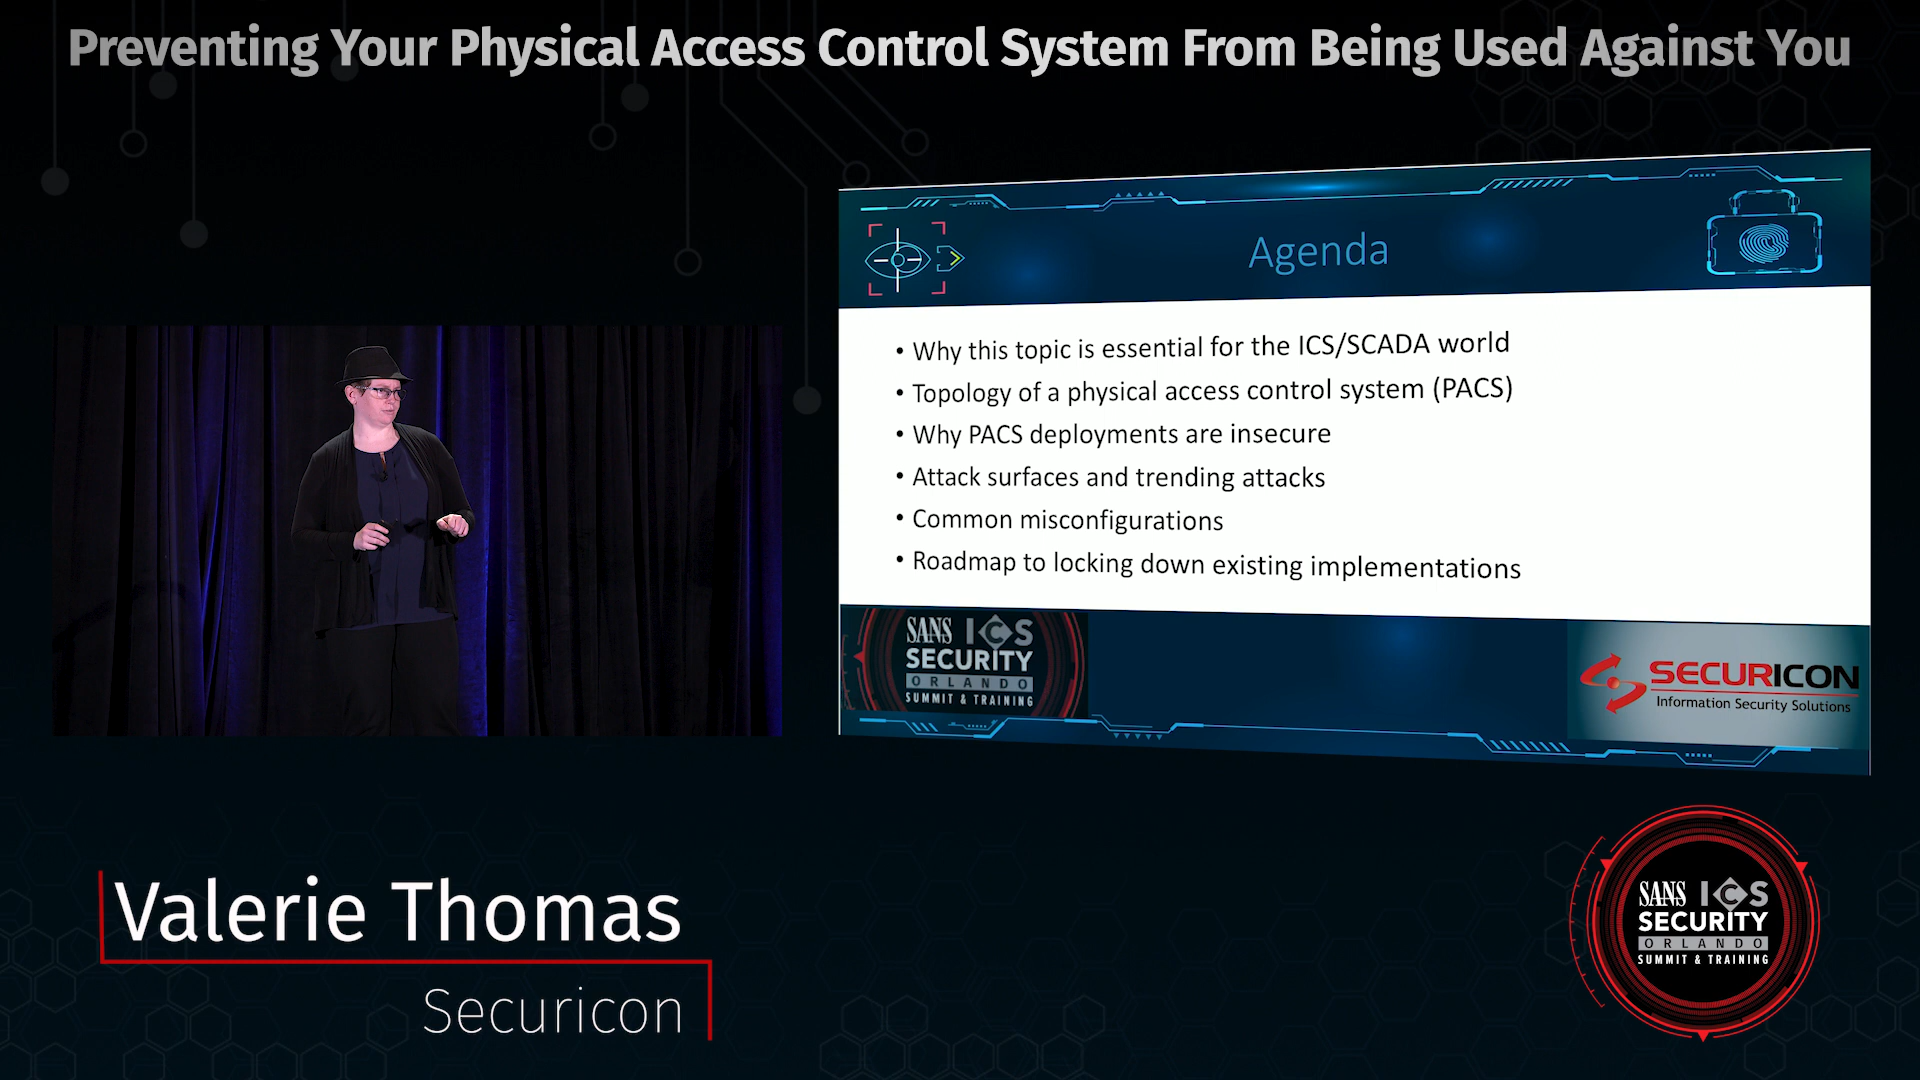 Preventing Your Physical Access Control System From Being Used Against You
Agenda
• Why this topic is essential for the ICS/SCADA world
• Topology of a physical access control system (PACS)
• Why PACS deployments are insecure
• Attack surfaces and trending attacks
• Common misconfigurations
• Roadmap to locking down existing implementations
SANS ICS
SECURITY
ORLANDO
SUMMIT & TRAINING
SECURICON
Information Security Solutions
Valerie Thomas
Securicon
SANS ICS
SECURITY
ORLANDO
SUMMIT & TRAINING